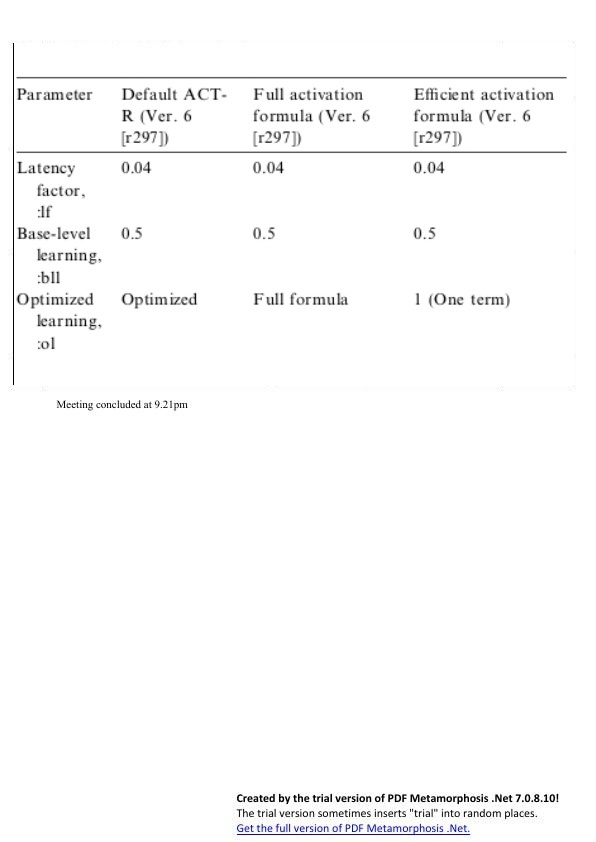 Parameter Default ACT- Full activation Efficient activation
R (Ver. 6 formula (Ver. 6 formula (Ver. 6
[r297]) [r297]) [r297])
Latency 0.04 0.04 0.04
factor,
:lf
Base-level 0.5 0.5 0.5
learning,
:bll
Optimized Optimized Full formula 1 (One term)
learning,
:ol
Meeting concluded at 9.21pm
Created by the trial version of PDF Metamorphosis .Net 7.0.8.10!
The trial version sometimes inserts "trial" into random places.
Get the full version of PDF Metamorphosis .Net.